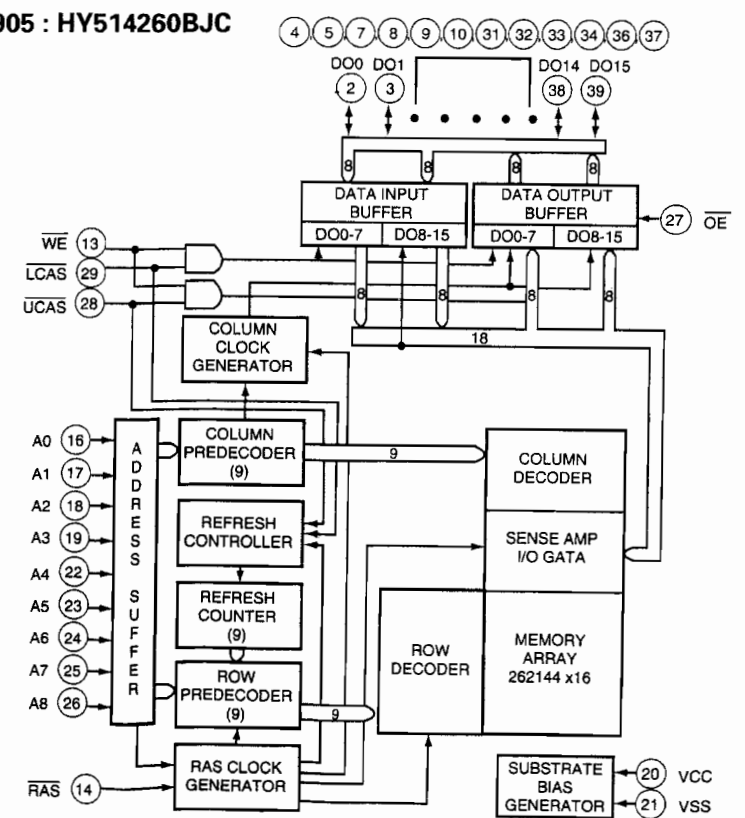 905 : HY514260BJC
4 5 7 8 9 10 31 32 33 34 36 37
DO0 DO1 DO14 DO15
2 3 38 39
8 8 8 8
DATA INPUT BUFFER
DO0-7 DO8-15
DATA OUTPUT BUFFER
DO0-7 DO8-15
27 OE
WE 13
LCAS 29
UCAS 28
8 8 8 8
18
COLUMN
CLOCK
GENERATOR
COLUMN
PREDECODER
(9)
9
REFRESH
CONTROLLER
REFRESH
COUNTER
(9)
ROW
PREDECODER
(9)
9
RAS CLOCK
GENERATOR
A0 16
A1 17
A2 18
A3 19
A4 22
A5 23
A6 24
A7 25
A8 26
RAS 14
ADDRESS SUFFER
COLUMN
DECODER
SENSE AMP
I/O GATA
ROW
DECODER
MEMORY
ARRAY
262144 x16
SUBSTRATE
BIAS
GENERATOR
20 VCC
21 VSS